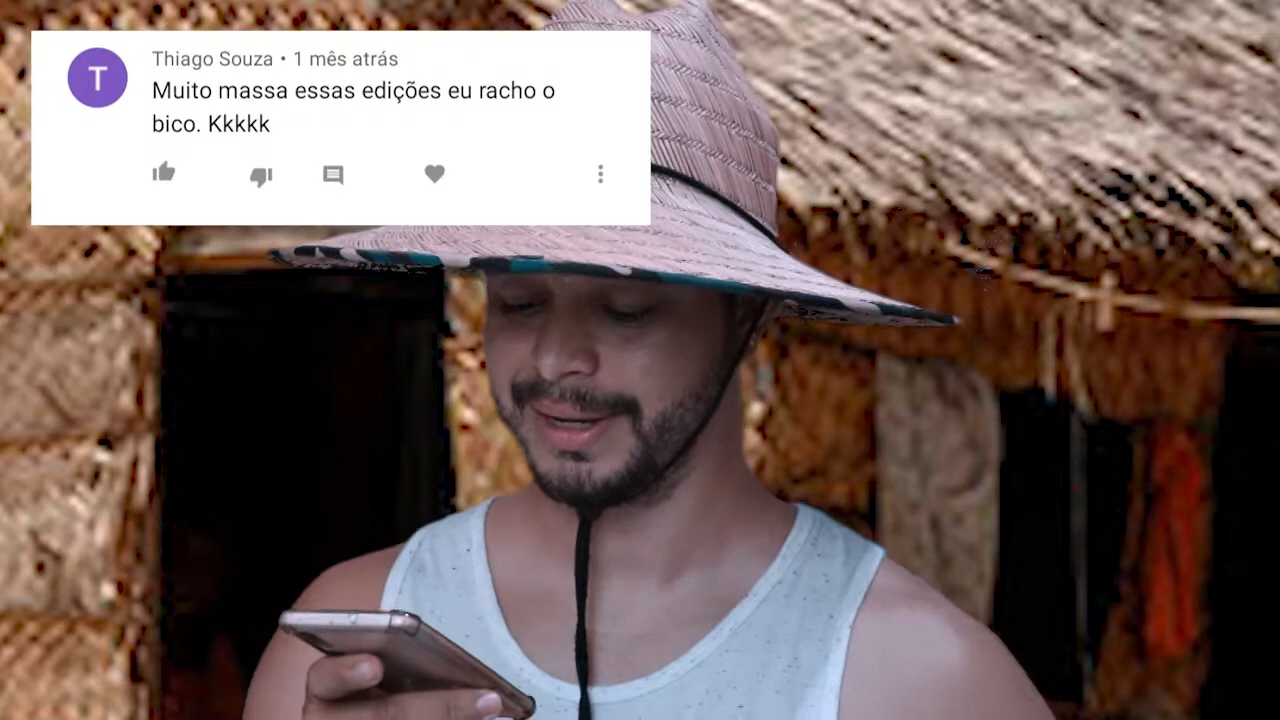 T
Thiago Souza • 1 mês atrás
Muito massa essas edições eu racho o
bico. Kkkkk